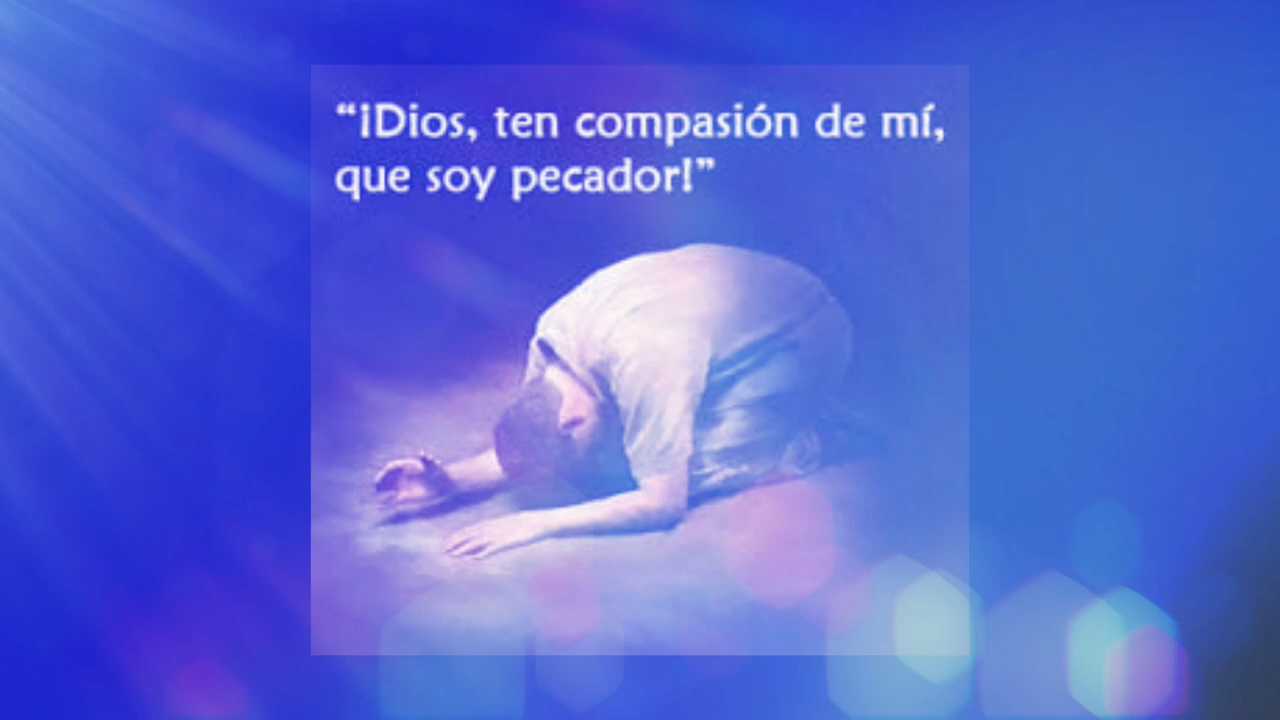 “¡Dios, ten compasión de mí,
que soy pecador!”